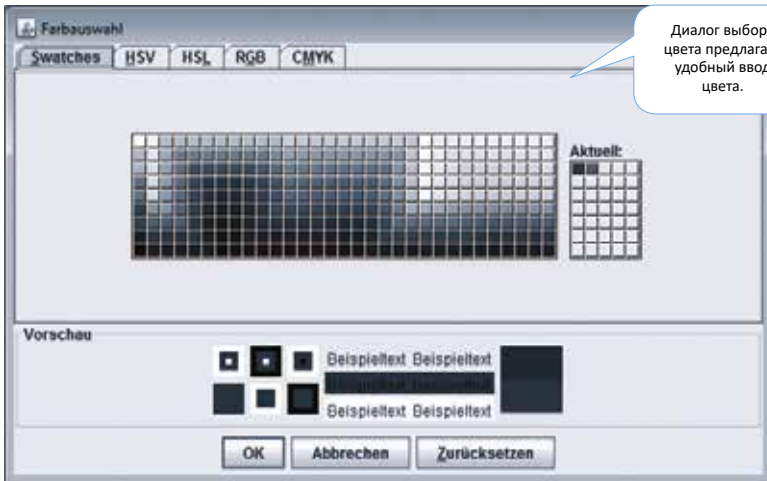 Farbauswahl
Swatches HSV HSL RGB CMYK
Диалог выбор
цвета предлага
удобный ввод
цвета.
Aktuell:
Vorschau
Beispieltext Beispieltext
Beispieltext Beispieltext
OK Abbrechen Zurücksetzen